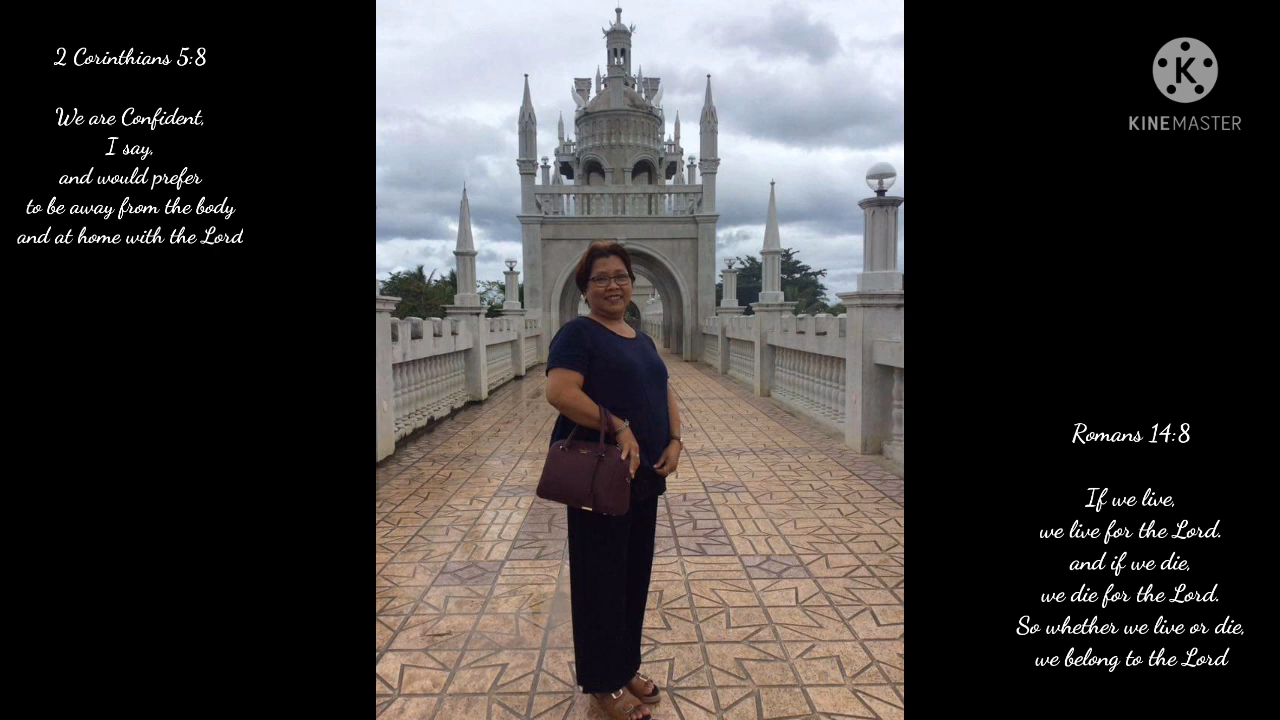 2 Corinthians 5:8
We are Confident,
I say,
and would prefer
to be away from the body
and at home with the Lord
KINEMASTER
Romans 14:8
If we live,
we live for the Lord.
and if we die,
we die for the Lord.
So whether we live or die,
we belong to the Lord